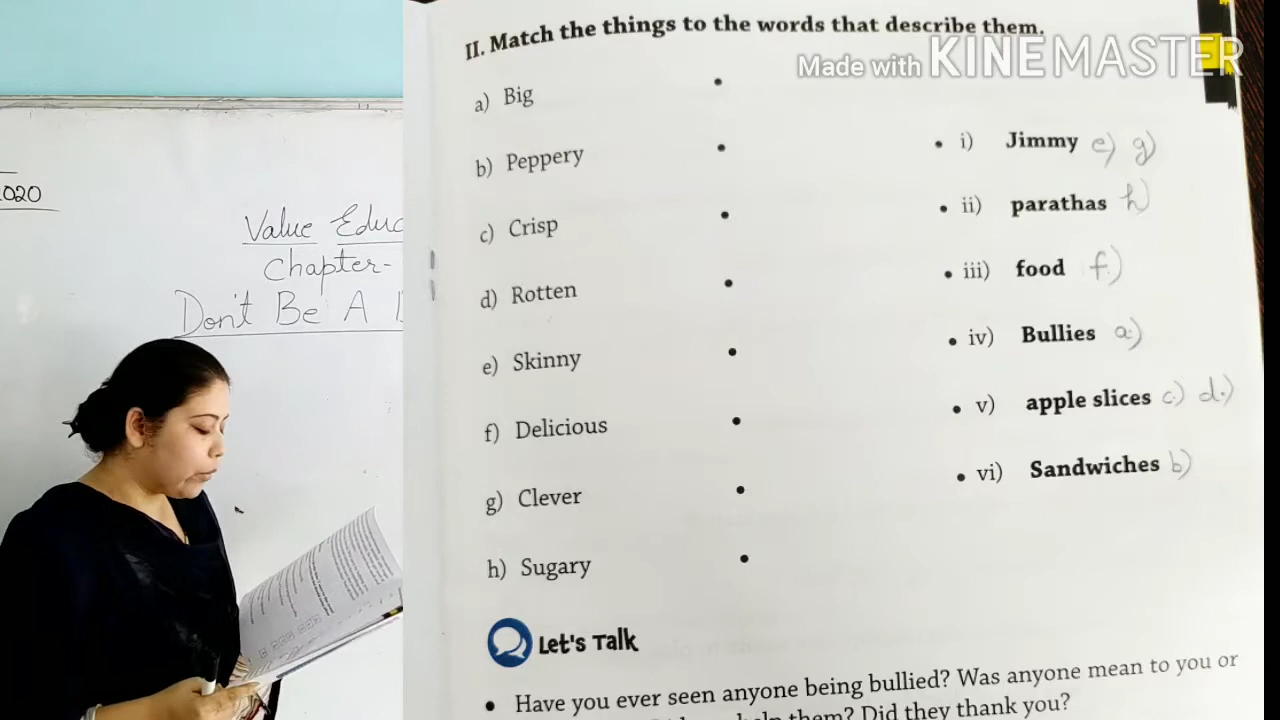 2020
Value Educ
Chapter-
Don't Be A
II. Match the things to the words that describe them.
Made with KINEMASTER
a) Big
b) Peppery
c) Crisp
d) Rotten
e) Skinny
f) Delicious
g) Clever
h) Sugary
i) Jimmy e) g)
ii) parathas h)
iii) food f.)
iv) Bullies a.)
v) apple slices c.) d.)
vi) Sandwiches b)
Let's Talk
• Have you ever seen anyone being bullied? Was anyone mean to you or
help them? Did they thank you?